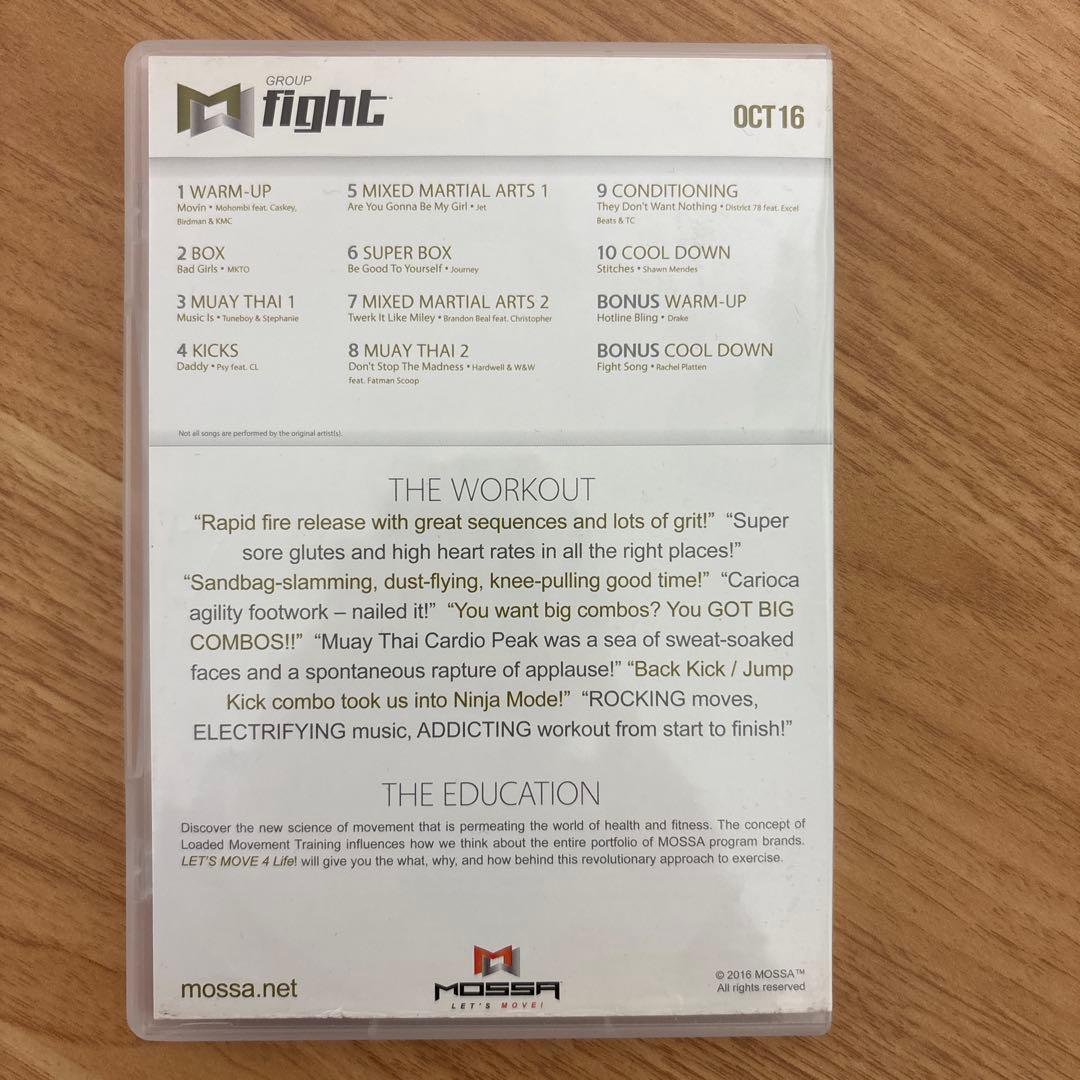 GROUP
fight
OCT16
1 WARM-UP
Movin • Mohombi feat. Caskey,
Birdman & KMC
2 BOX
Bad Girls • MKTO
3 MUAY THAI 1
Music Is • Tuneboy & Stephanie
4 KICKS
Daddy • Psy feat. CL
5 MIXED MARTIAL ARTS 1
Are You Gonna Be My Girl • Jet
6 SUPER BOX
Be Good To Yourself • Journey
7 MIXED MARTIAL ARTS 2
Twerk It Like Miley • Brandon Beal feat. Christopher
8 MUAY THAI 2
Don't Stop The Madness • Hardwell & W&W
feat. Fatman Scoop
9 CONDITIONING
They Don't Want Nothing • District 78 feat. Excel
Beats & TC
10 COOL DOWN
Stitches • Shawn Mendes
BONUS WARM-UP
Hotline Bling • Drake
BONUS COOL DOWN
Fight Song • Rachel Platten
Not all songs are performed by the original artist(s).
THE WORKOUT
“Rapid fire release with great sequences and lots of grit!” “Super
sore glutes and high heart rates in all the right places!”
“Sandbag-slamming, dust-flying, knee-pulling good time!” “Carioca
agility footwork – nailed it!” “You want big combos? You GOT BIG
COMBOS!!” “Muay Thai Cardio Peak was a sea of sweat-soaked
faces and a spontaneous rapture of applause!” “Back Kick / Jump
Kick combo took us into Ninja Mode!” “ROCKING moves,
ELECTRIFYING music, ADDICTING workout from start to finish!”
THE EDUCATION
Discover the new science of movement that is permeating the world of health and fitness. The concept of
Loaded Movement Training influences how we think about the entire portfolio of MOSSA program brands.
LET'S MOVE 4 Life! will give you the what, why, and how behind this revolutionary approach to exercise.
mossa.net
MOSSA
LET'S MOVE!
© 2016 MOSSA™
All rights reserved